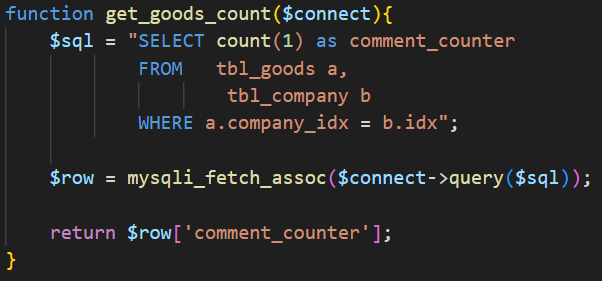 function get_goods_count($connect){
    $sql = "SELECT count(1) as comment_counter
            FROM   tbl_goods a,
                    tbl_company b
            WHERE a.company_idx = b.idx";

    $row = mysqli_fetch_assoc($connect->query($sql));

    return $row['comment_counter'];
}